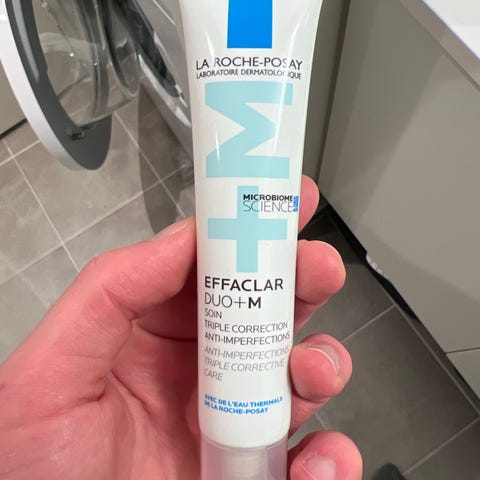 LA ROCHE-POSAY
LABORATOIRE DERMATOLOGIQUE
+M
MICROBIOME
SCIENCE
EFFACLAR
DUO+M
SOIN
TRIPLE CORRECTION
ANTI-IMPERFECTIONS
ANTI-IMPERFECTIONS
TRIPLE CORRECTIVE
CARE
AVEC DE L'EAU THERMALE
DE LA ROCHE-POSAY